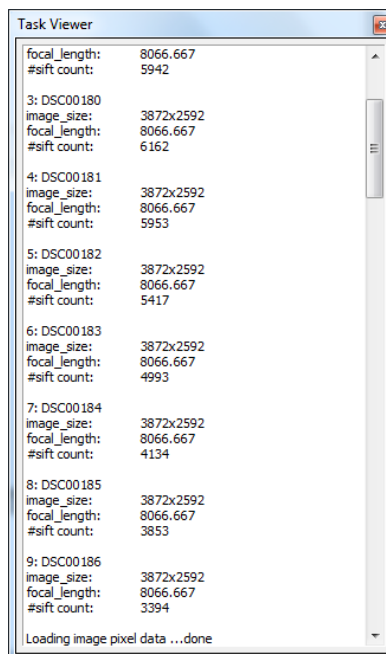 Task Viewer
focal_length: 8066.667
#sift count: 5942
3: DSC00180
image_size: 3872x2592
focal_length: 8066.667
#sift count: 6162
4: DSC00181
image_size: 3872x2592
focal_length: 8066.667
#sift count: 5953
5: DSC00182
image_size: 3872x2592
focal_length: 8066.667
#sift count: 5417
6: DSC00183
image_size: 3872x2592
focal_length: 8066.667
#sift count: 4993
7: DSC00184
image_size: 3872x2592
focal_length: 8066.667
#sift count: 4134
8: DSC00185
image_size: 3872x2592
focal_length: 8066.667
#sift count: 3853
9: DSC00186
image_size: 3872x2592
focal_length: 8066.667
#sift count: 3394
Loading image pixel data ...done